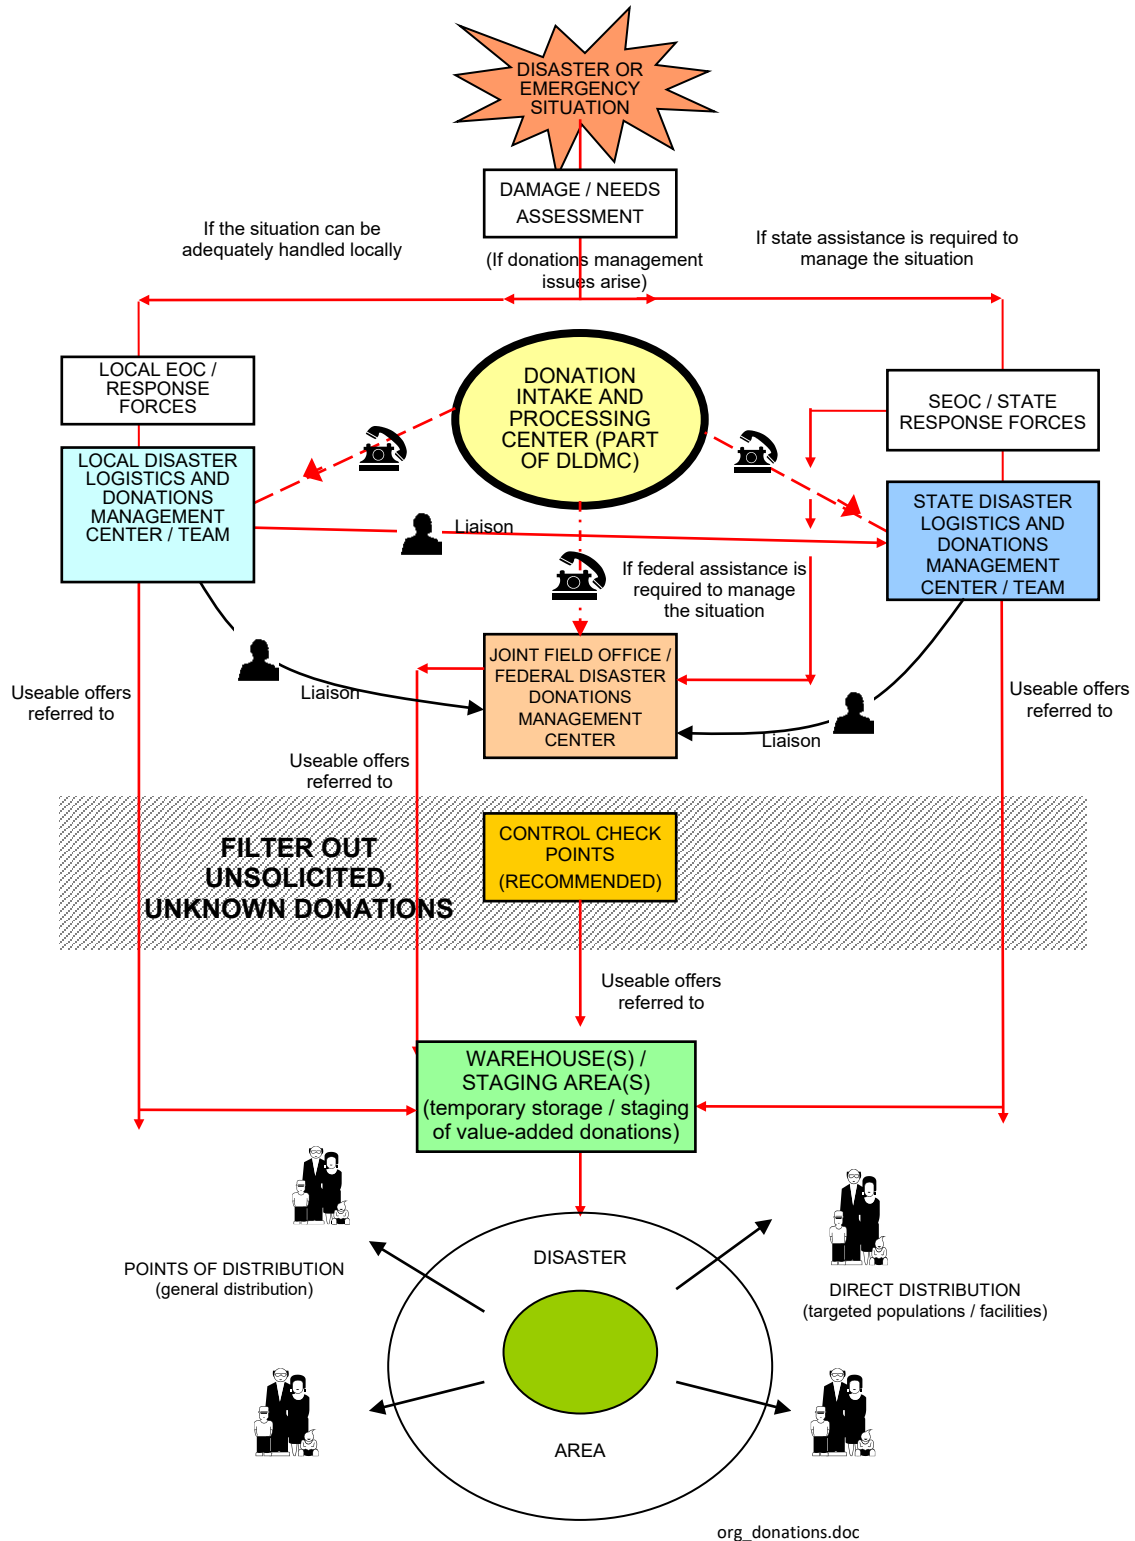 DISASTER OR
EMERGENCY
SITUATION
DAMAGE / NEEDS
ASSESSMENT
If the situation can be
adequately handled locally
(If donations management
issues arise)
If state assistance is required to
manage the situation
LOCAL EOC /
RESPONSE
FORCES
DONATION
INTAKE AND
PROCESSING
CENTER (PART
OF DLDMC)
SEOC / STATE
RESPONSE FORCES
LOCAL DISASTER
LOGISTICS AND
DONATIONS
MANAGEMENT
CENTER / TEAM
Liaison
STATE DISASTER
LOGISTICS AND
DONATIONS
MANAGEMENT
CENTER / TEAM
If federal assistance is
required to manage
the situation
JOINT FIELD OFFICE /
FEDERAL DISASTER
DONATIONS
MANAGEMENT
CENTER
Useable offers
referred to
Liaison
Liaison
Useable offers
referred to
Useable offers
referred to
FILTER OUT
UNSOLICITED,
UNKNOWN DONATIONS
CONTROL CHECK
POINTS
(RECOMMENDED)
Useable offers
referred to
WAREHOUSE(S) /
STAGING AREA(S)
(temporary storage / staging
of value-added donations)
DISASTER
POINTS OF DISTRIBUTION
(general distribution)
DIRECT DISTRIBUTION
(targeted populations / facilities)
AREA
org_donations.doc